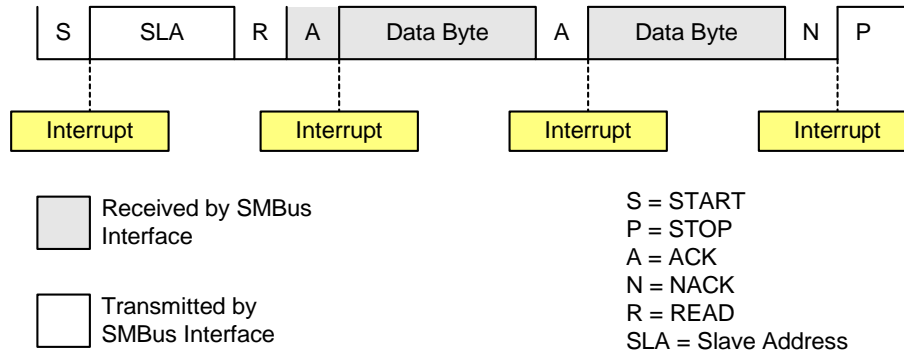 S SLA R A Data Byte A Data Byte N P
Interrupt Interrupt Interrupt Interrupt
Received by SMBus
Interface
Transmitted by
SMBus Interface
S = START
P = STOP
A = ACK
N = NACK
R = READ
SLA = Slave Address